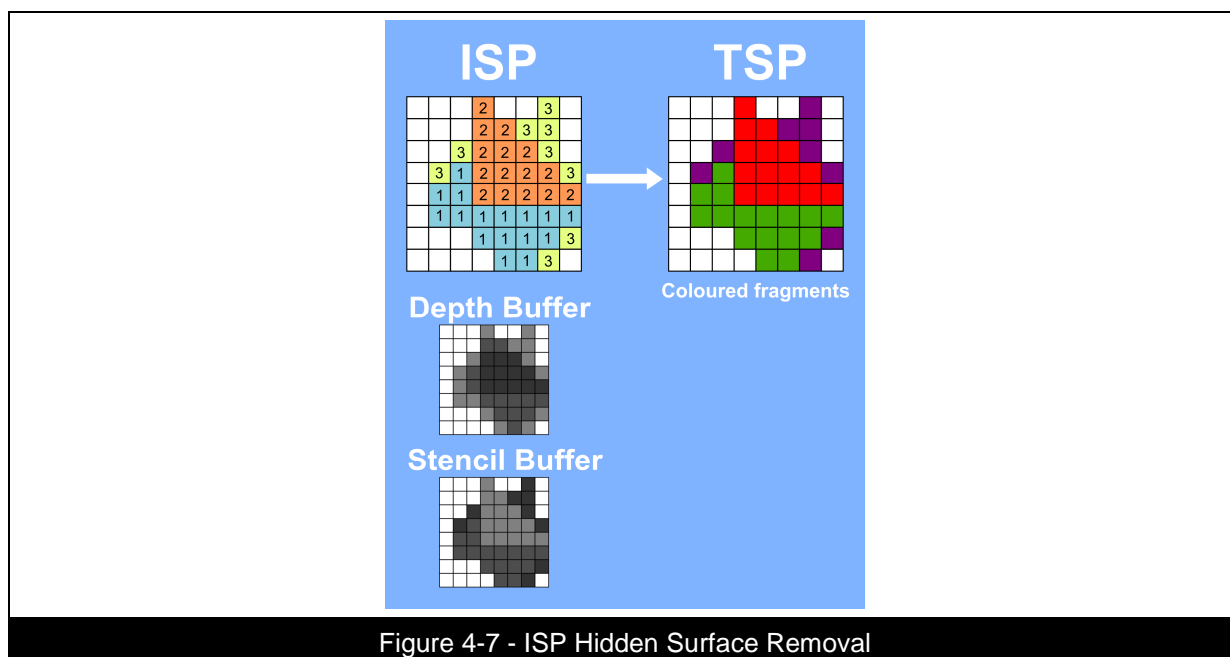 ISP TSP
2 3
2 2 3 3
3 2 2 2 3
3 1 2 2 2 2 3
1 1 2 2 2 2 2
1 1 1 1 1 1 1
1 1 1 1 3
1 1 3
Coloured fragments
Depth Buffer
Stencil Buffer
Figure 4-7 - ISP Hidden Surface Removal